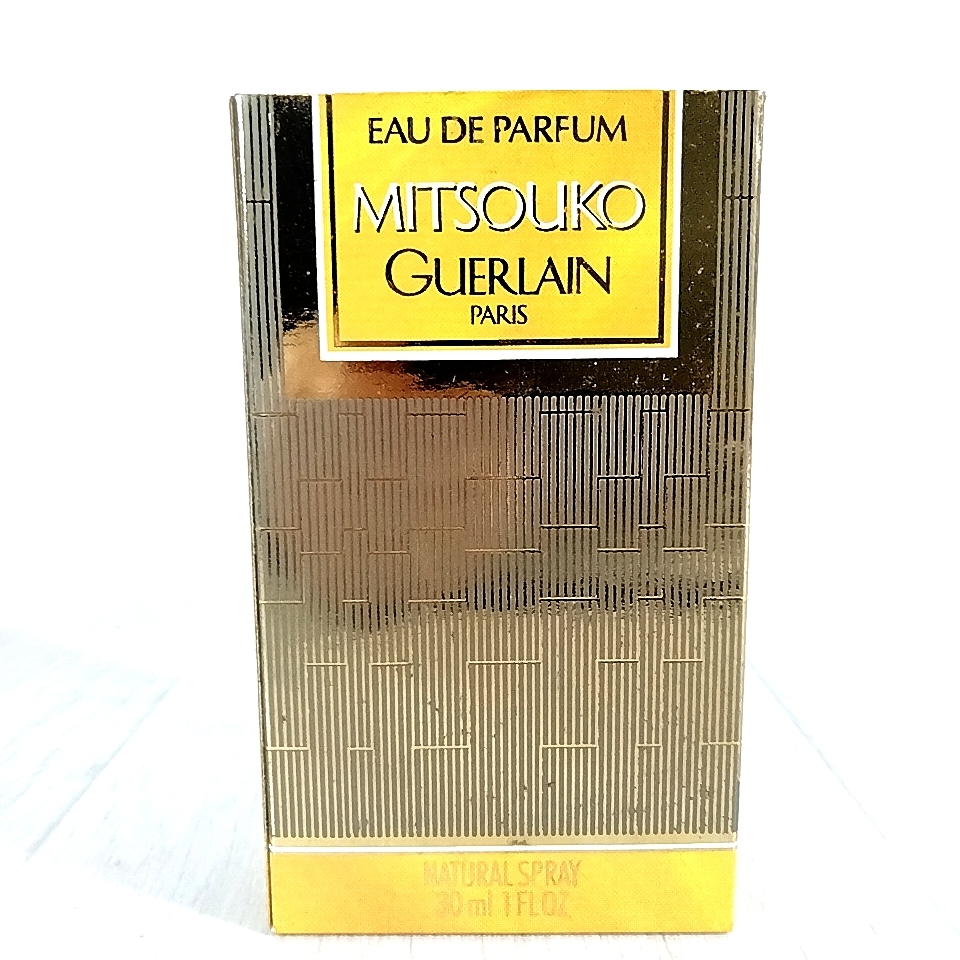 EAU DE PARFUM
MITSOUKO
GUERLAIN
PARIS
NATURAL SPRAY
30 ml 1 FL OZ